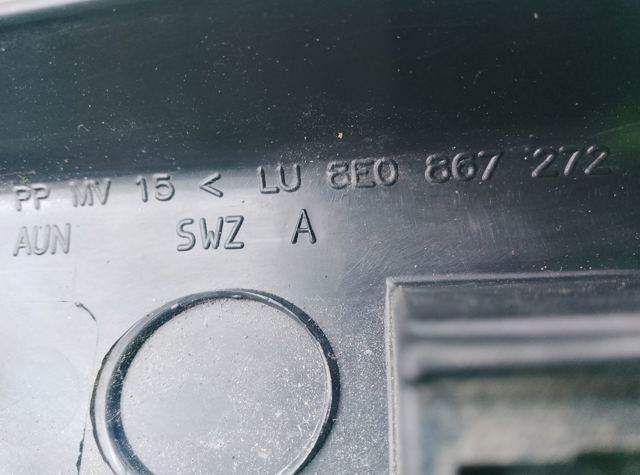 PP MV 15 < LU 8E0 867 272
AUN SWZ A